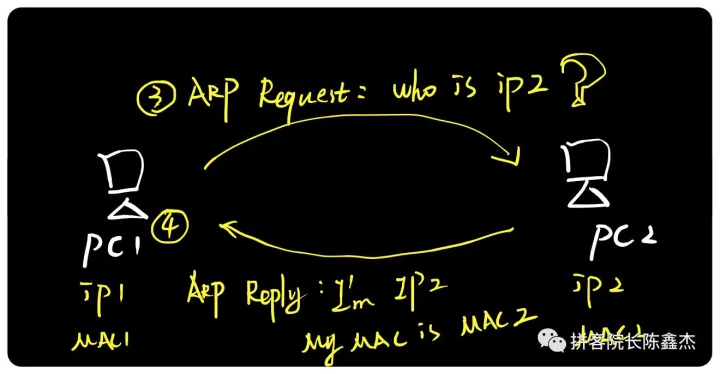 ③ ARP Request: who is ip2 ?
PC1
④
PC2
ip1
ARP Reply: I'm IP2
ip2
MAC1
My MAC is MAC2
MAC2
拼客院长陈鑫杰